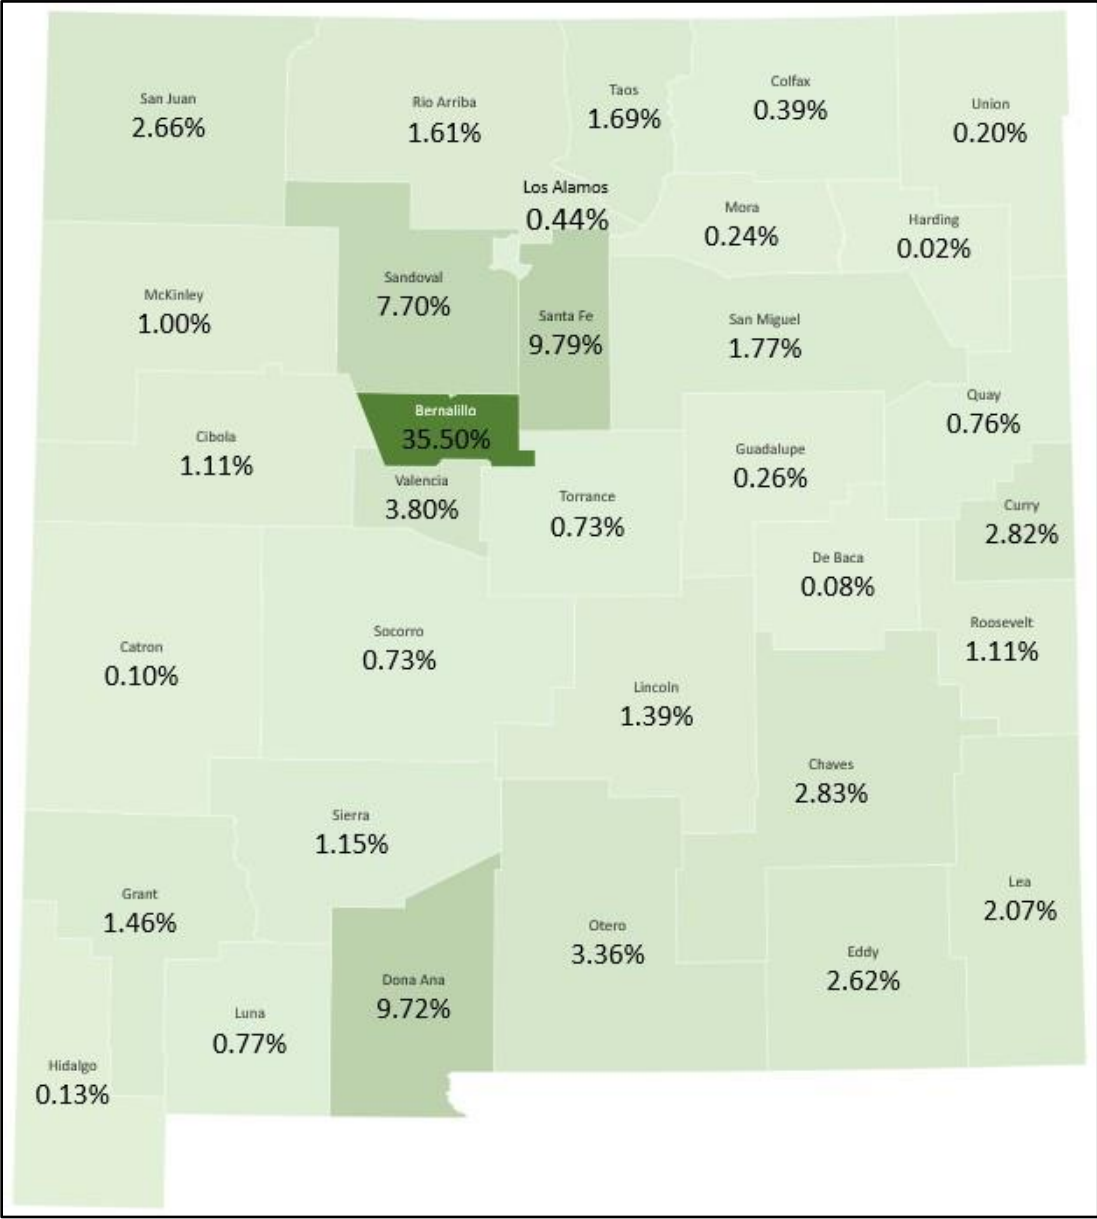 San Juan
2.66%
Rio Arriba
1.61%
Taos
1.69%
Colfax
0.39%
Union
0.20%
Los Alamos
0.44%
Mora
0.24%
Harding
0.02%
McKinley
1.00%
Sandoval
7.70%
Santa Fe
9.79%
San Miguel
1.77%
Quay
0.76%
Bernalillo
35.50%
Cibola
1.11%
Valencia
3.80%
Torrance
0.73%
Guadalupe
0.26%
Curry
2.82%
De Baca
0.08%
Roosevelt
1.11%
Catron
0.10%
Socorro
0.73%
Lincoln
1.39%
Chaves
2.83%
Sierra
1.15%
Grant
1.46%
Lea
2.07%
Otero
3.36%
Eddy
2.62%
Dona Ana
9.72%
Luna
0.77%
Hidalgo
0.13%